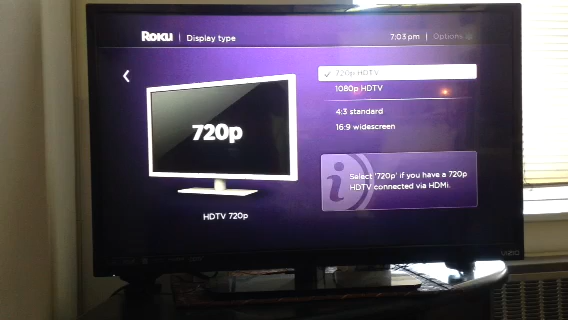 Roku | Display type
7:03 pm | Options
720p HDTV
1080p HDTV
4:3 standard
16:9 widescreen
720p
HDTV 720p
Select '720p' if you have a 720p
HDTV connected via HDMI.
VIZIO